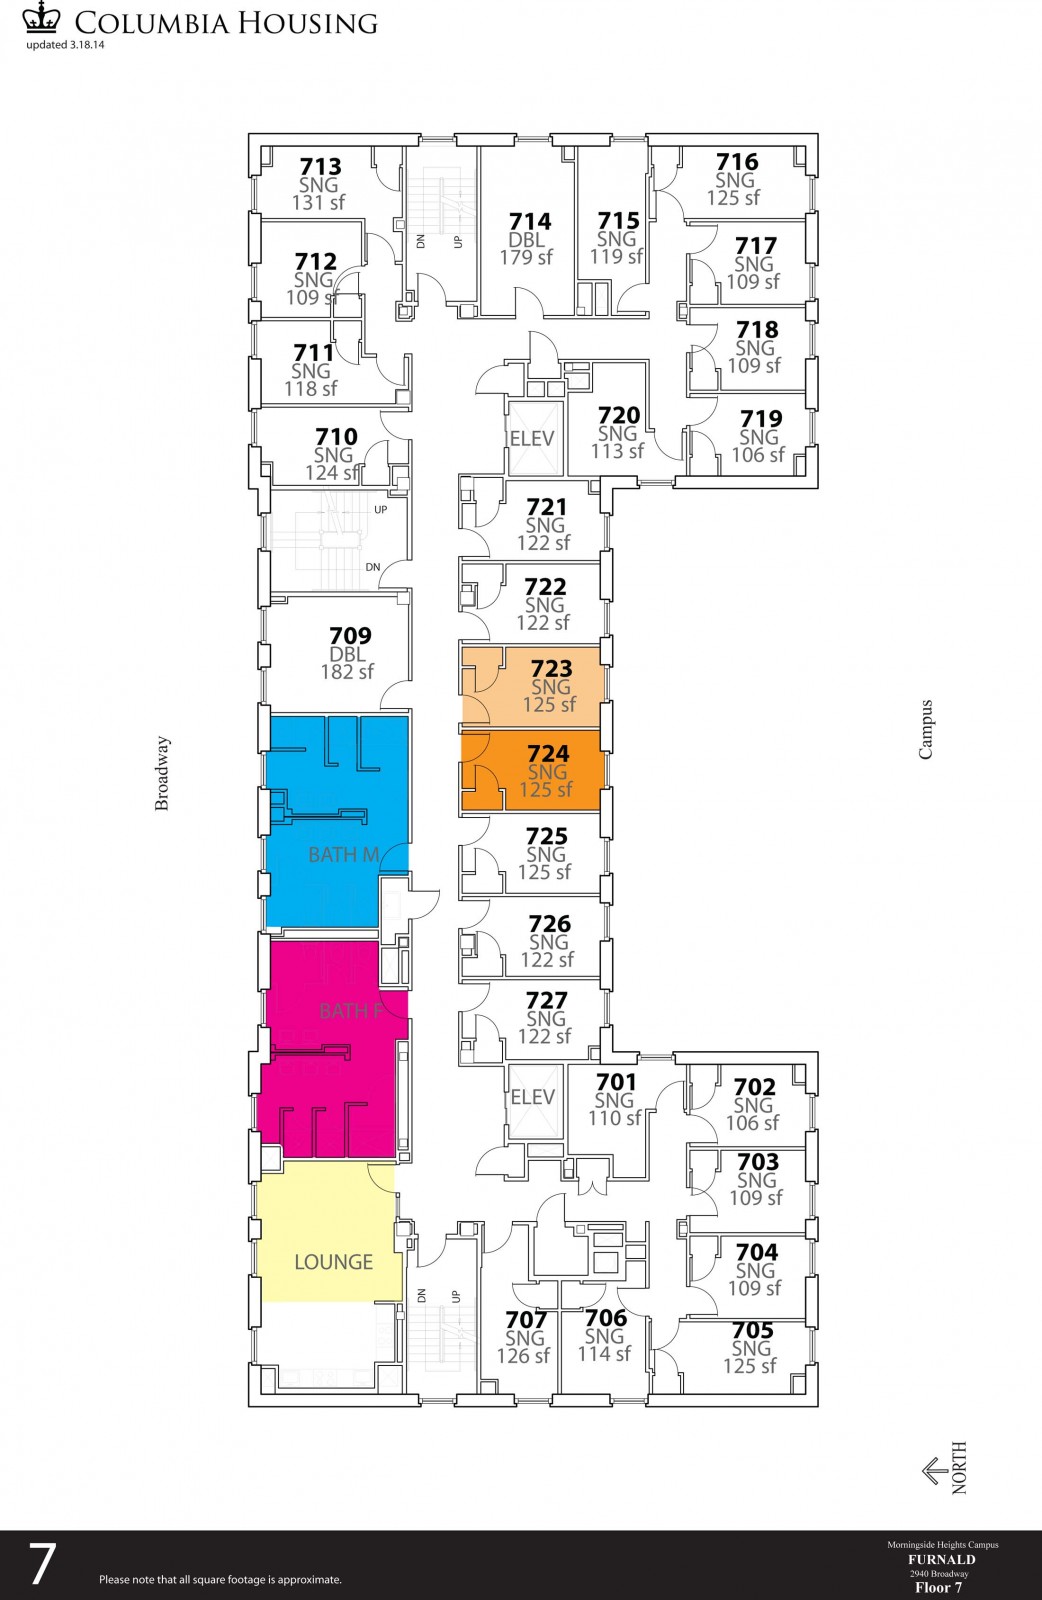 COLUMBIA HOUSING
updated 3.18.14
713
SNG
131 sf
DN
UP
714
DBL
179 sf
715
SNG
119 sf
716
SNG
125 sf
712
SNG
109 sf
717
SNG
109 sf
711
SNG
118 sf
718
SNG
109 sf
710
SNG
124 sf
ELEV
720
SNG
113 sf
719
SNG
106 sf
UP
DN
721
SNG
122 sf
722
SNG
122 sf
709
DBL
182 sf
723
SNG
125 sf
Broadway
Campus
724
SNG
125 sf
BATH M
725
SNG
125 sf
726
SNG
122 sf
BATH F
727
SNG
122 sf
ELEV
701
SNG
110 sf
702
SNG
106 sf
703
SNG
109 sf
LOUNGE
704
SNG
109 sf
DN
UP
707
SNG
126 sf
706
SNG
114 sf
705
SNG
125 sf
NORTH
7
Please note that all square footage is approximate.
Morningside Heights Campus
FURNALD
2940 Broadway
Floor 7